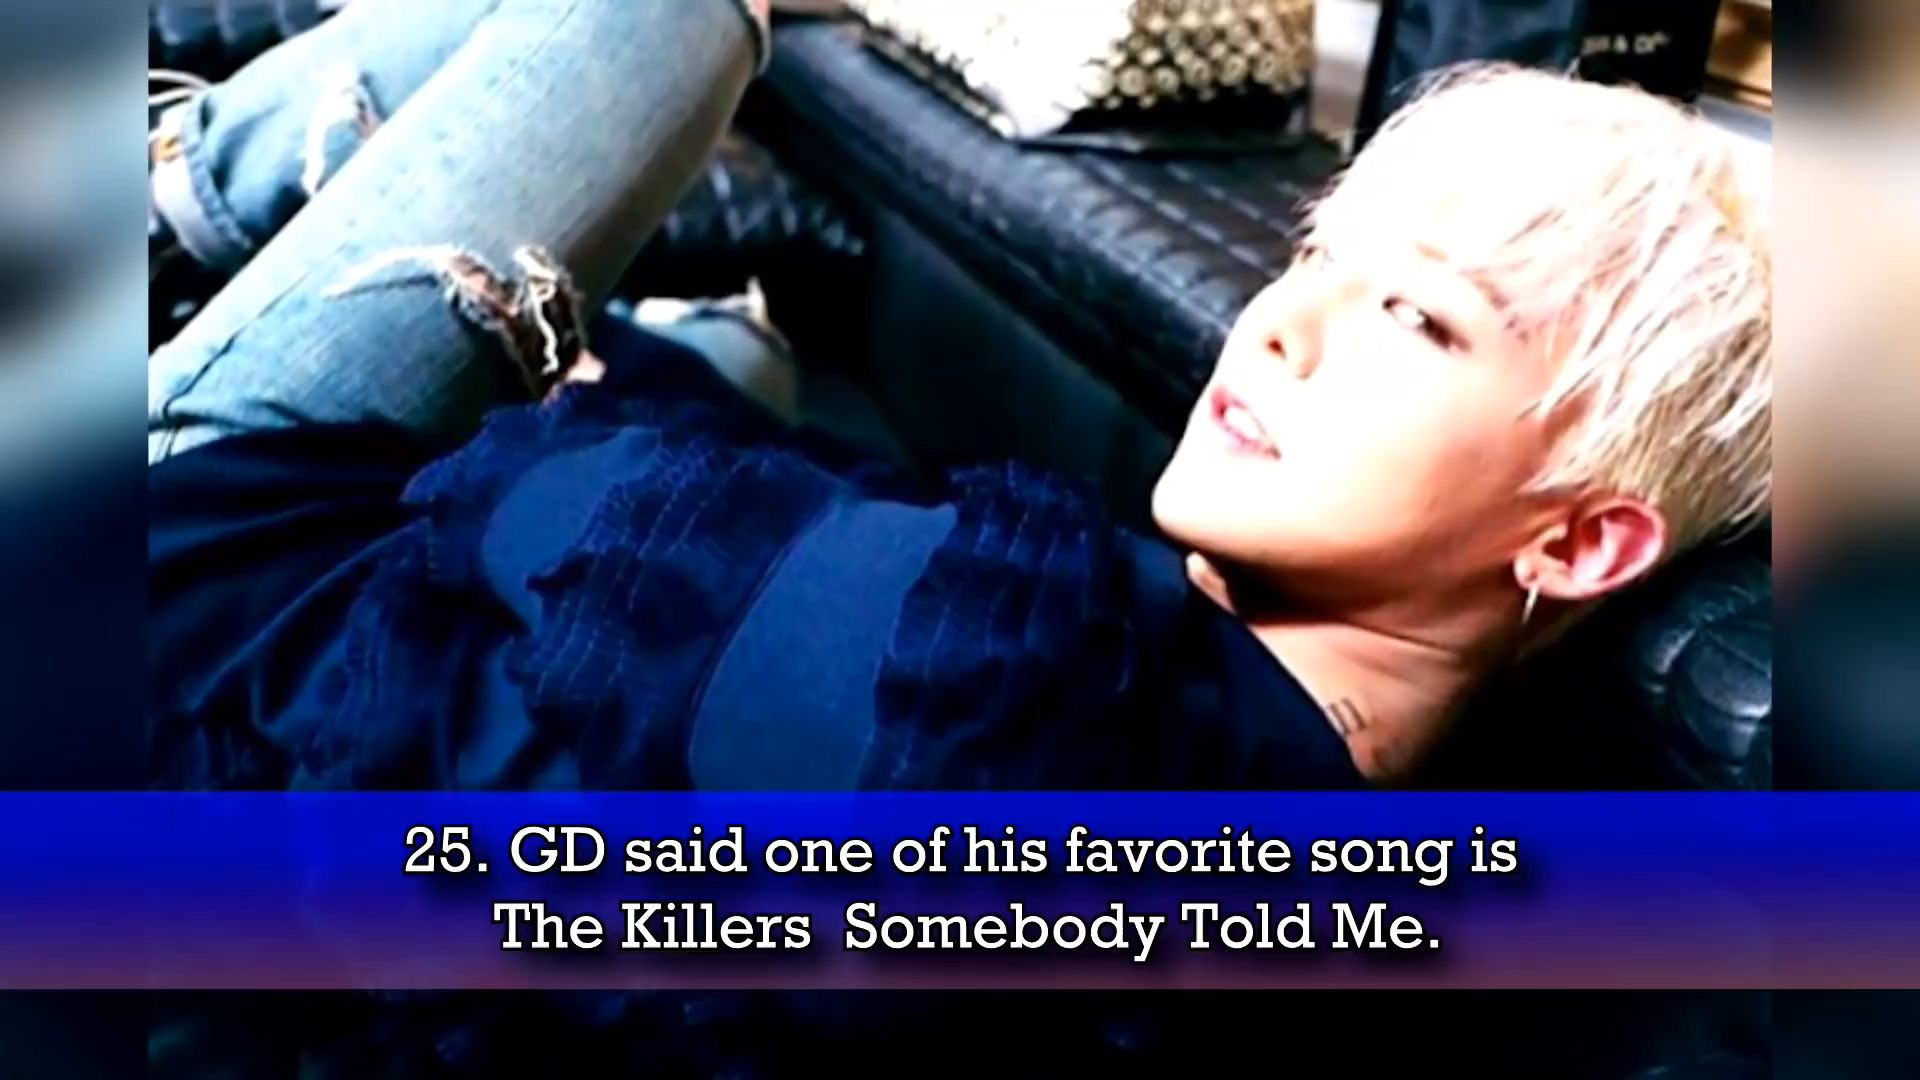 25. GD said one of his favorite song is
The Killers  Somebody Told Me.